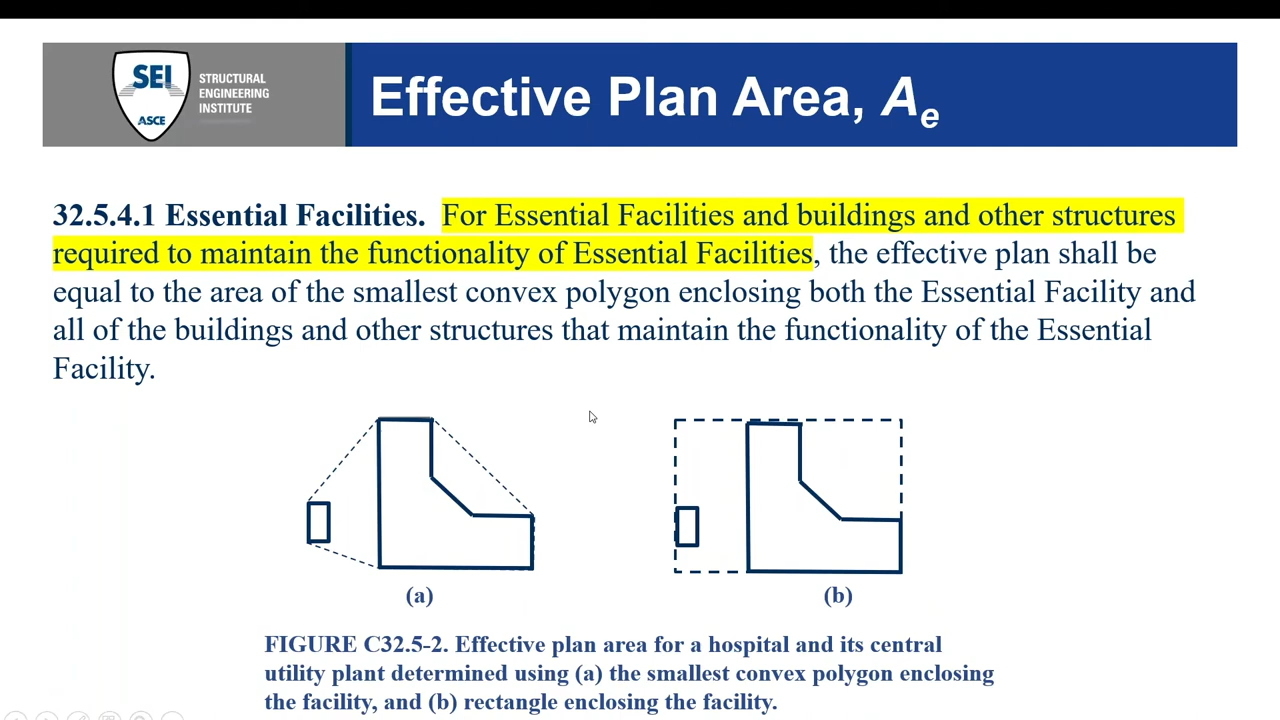 SEI
ASCE
STRUCTURAL
ENGINEERING
INSTITUTE
Effective Plan Area, Ae
32.5.4.1 Essential Facilities. For Essential Facilities and buildings and other structures
required to maintain the functionality of Essential Facilities, the effective plan shall be
equal to the area of the smallest convex polygon enclosing both the Essential Facility and
all of the buildings and other structures that maintain the functionality of the Essential
Facility.
(a)
(b)
FIGURE C32.5-2. Effective plan area for a hospital and its central
utility plant determined using (a) the smallest convex polygon enclosing
the facility, and (b) rectangle enclosing the facility.